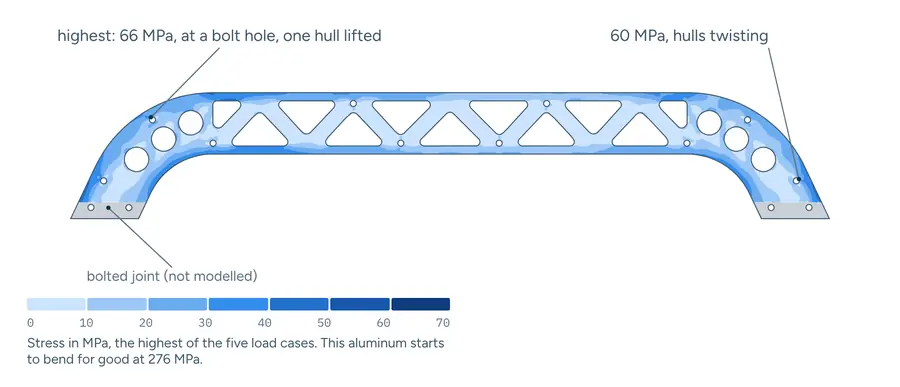 highest: 66 MPa, at a bolt hole, one hull lifted
60 MPa, hulls twisting
bolted joint (not modelled)
0 10 20 30 40 50 60 70
Stress in MPa, the highest of the five load cases. This aluminum starts
to bend for good at 276 MPa.